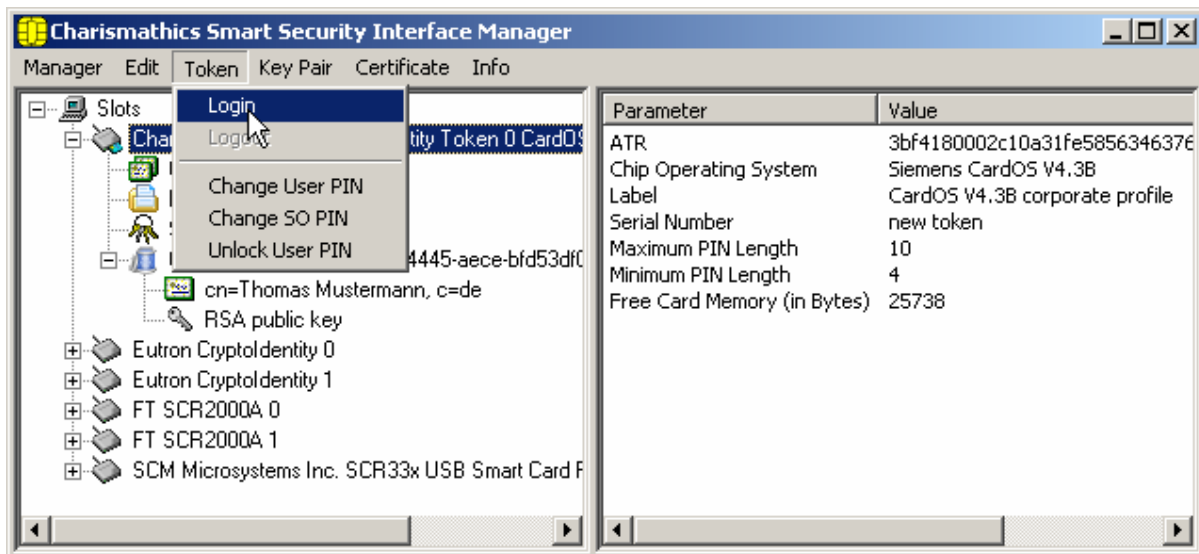 Charismathics Smart Security Interface Manager
Manager Edit Token Key Pair Certificate Info
Slots
Login
Logout
Change User PIN
Change SO PIN
Unlock User PIN
Token 0 CardOS
4445-aece-bfd53df0
cn=Thomas Mustermann, c=de
RSA public key
Eutron CryptoIdentity 0
Eutron CryptoIdentity 1
FT SCR2000A 0
FT SCR2000A 1
SCM Microsystems Inc. SCR33x USB Smart Card
Parameter Value
ATR 3bf4180002c10a31fe5856346376
Chip Operating System Siemens CardOS V4.3B
Label CardOS V4.3B corporate profile
Serial Number new token
Maximum PIN Length 10
Minimum PIN Length 4
Free Card Memory (in Bytes) 25738